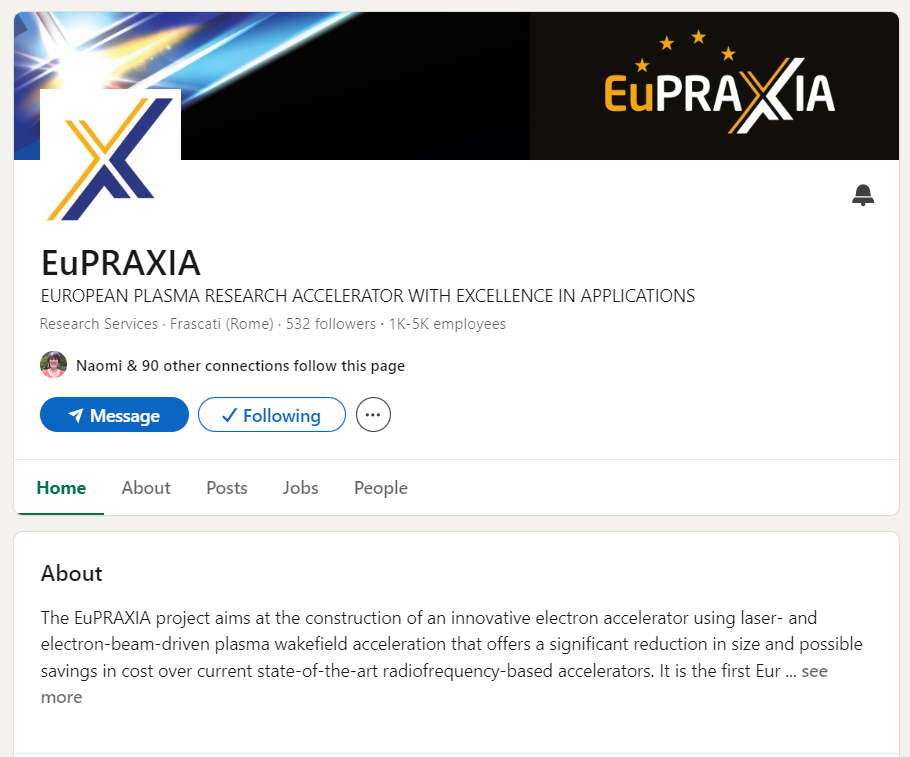 EuPRAXIA
EuPRAXIA
EUROPEAN PLASMA RESEARCH ACCELERATOR WITH EXCELLENCE IN APPLICATIONS
Research Services · Frascati (Rome) · 532 followers · 1K-5K employees
Naomi & 90 other connections follow this page
Message
Following
Home About Posts Jobs People
About
The EuPRAXIA project aims at the construction of an innovative electron accelerator using laser- and
electron-beam-driven plasma wakefield acceleration that offers a significant reduction in size and possible
savings in cost over current state-of-the-art radiofrequency-based accelerators. It is the first Eur ... see
more